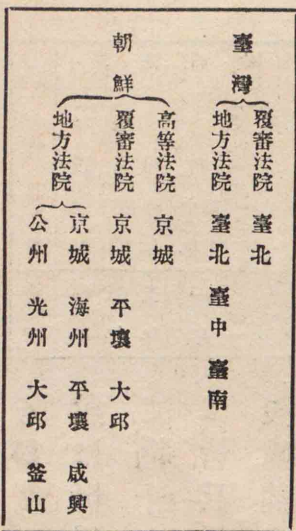 臺灣
覆審法院 臺北
地方法院 臺北 臺中 臺南
朝鮮
高等法院 京城
覆審法院 京城 平壤 大邱
地方法院
京城 海州 平壤 咸興
公州 光州 大邱 釜山